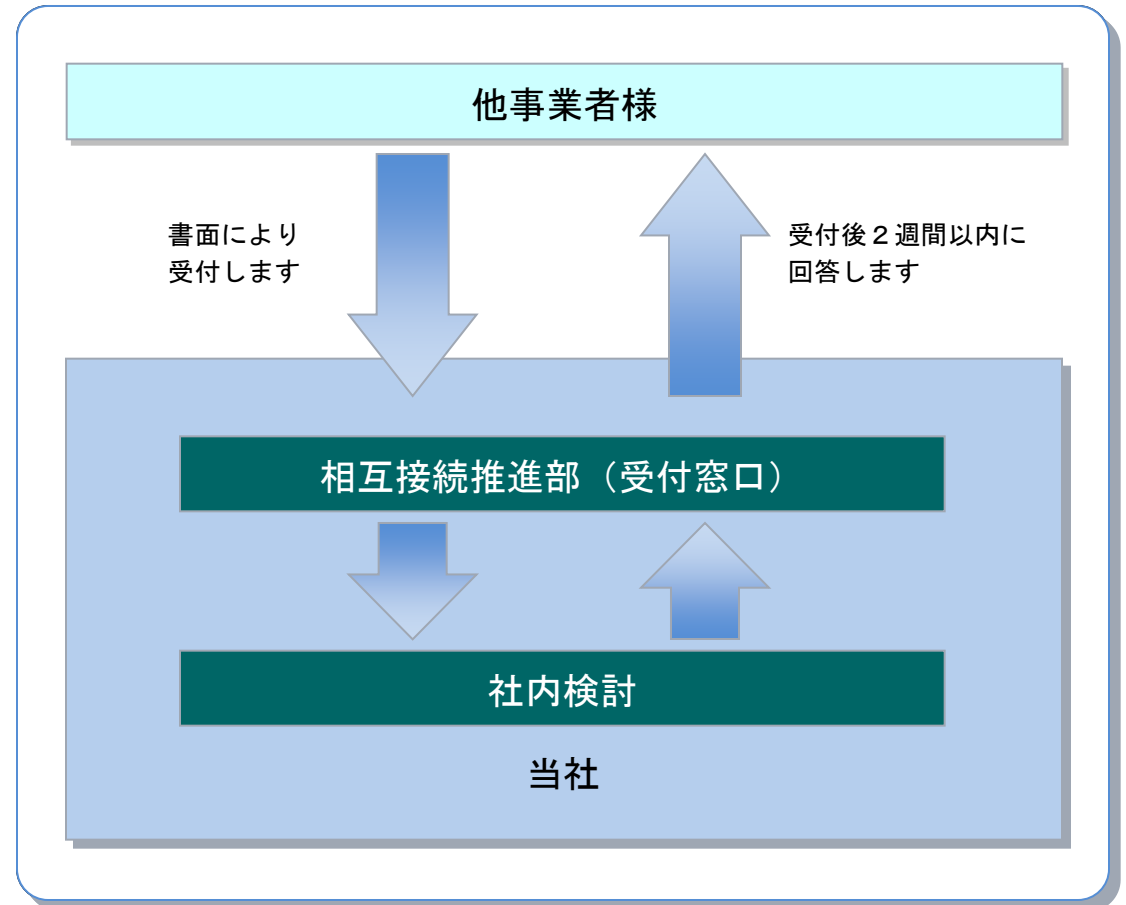 他事業者様
書面により
受付します
受付後２週間以内に
回答します
相互接続推進部（受付窓口）
社内検討
当社